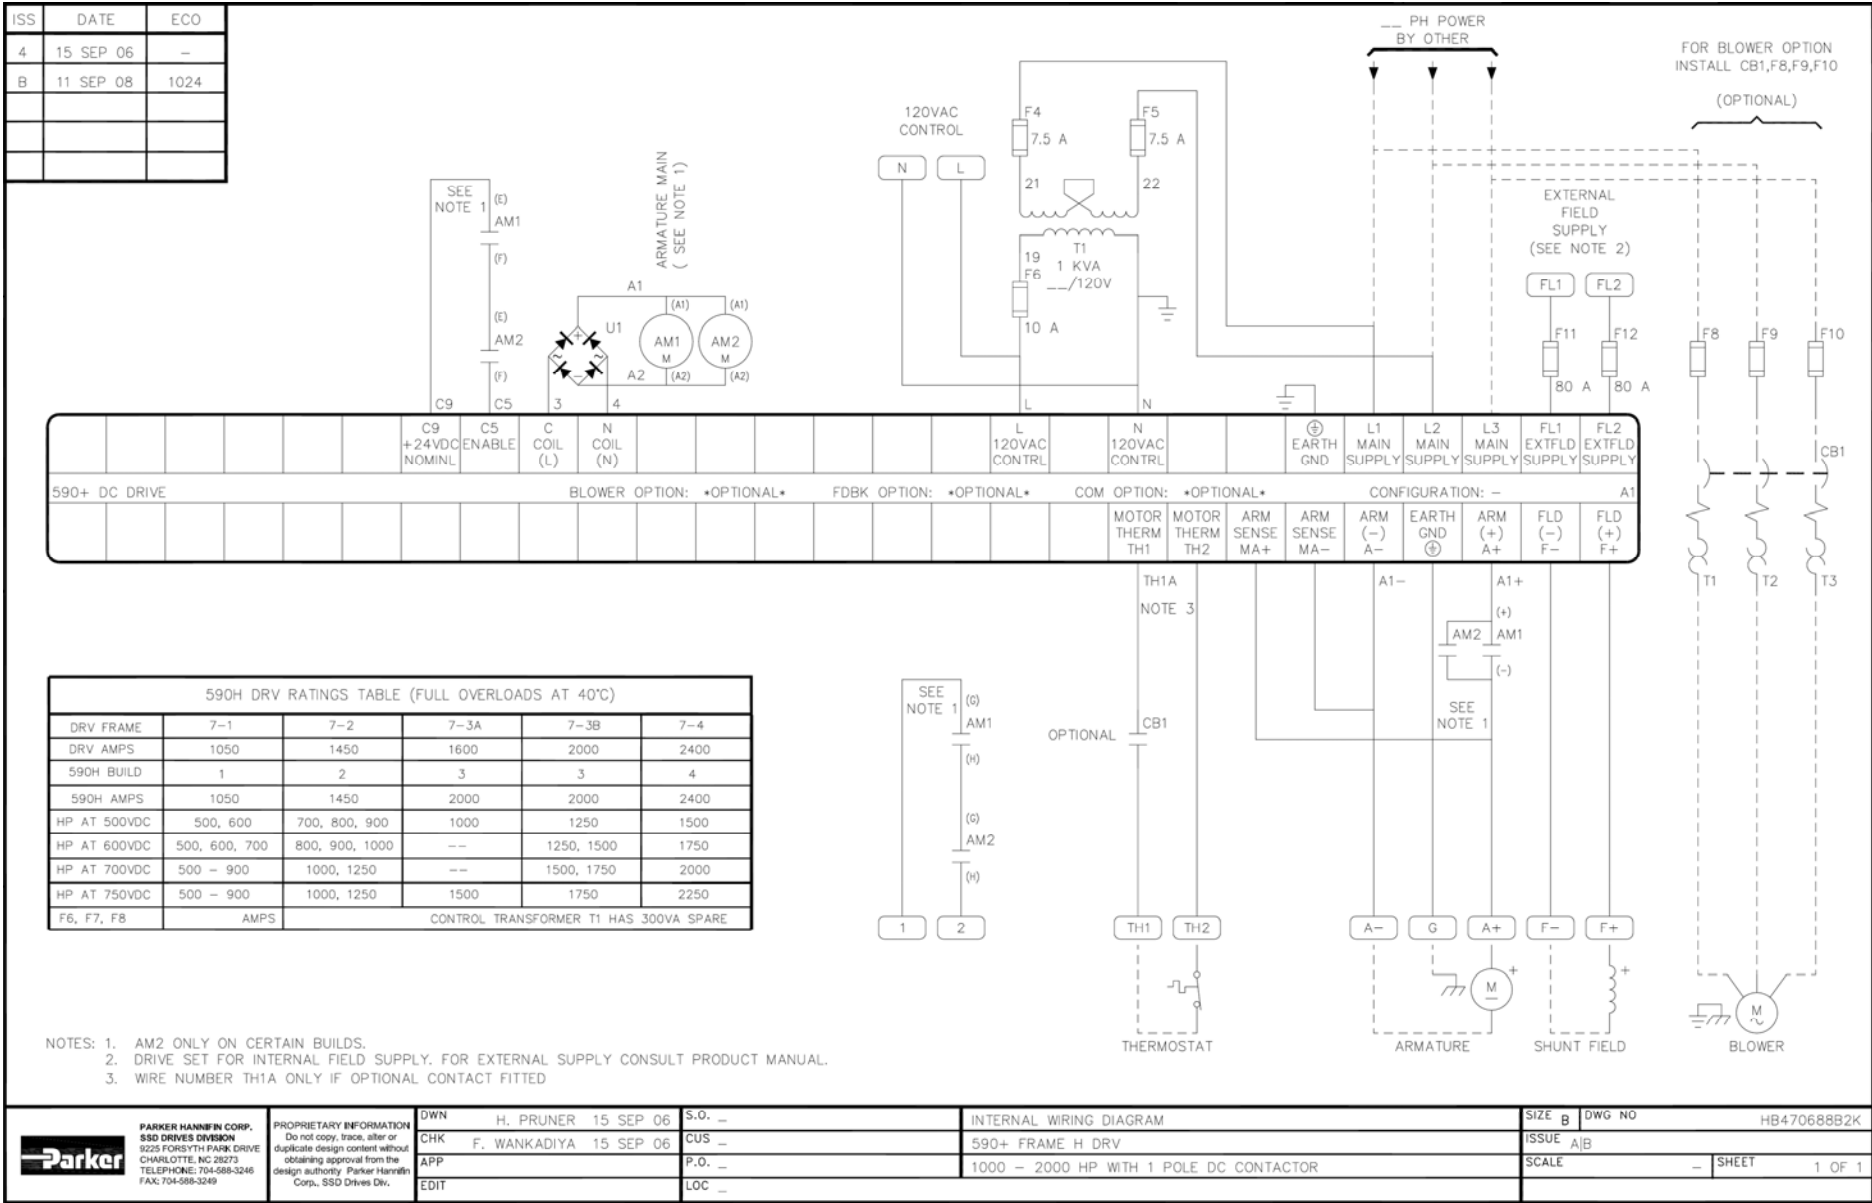 ISS DATE ECO
4 15 SEP 06 –
B 11 SEP 08 1024
__ PH POWER
BY OTHER
FOR BLOWER OPTION
INSTALL CB1,F8,F9,F10
(OPTIONAL)
120VAC
CONTROL
N L
F4
7.5 A
F5
7.5 A
21 22
T1
1 KVA
__/120V
19
F6
10 A
EXTERNAL
FIELD
SUPPLY
(SEE NOTE 2)
FL1 FL2
F11 F12
80 A 80 A
F8 F9 F10
CB1
SEE
NOTE 1
(E)
AM1
(F)
(E)
AM2
(F)
ARMATURE MAIN
( SEE NOTE 1)
A1
(A1) (A1)
U1
+
~ ~
–
AM1
M
AM2
M
A2 (A2) (A2)
C9 C5 3 4 L N
C9
+24VDC
NOMINL
C5
ENABLE
C
COIL
(L)
N
COIL
(N)
L
120VAC
CONTRL
N
120VAC
CONTRL
EARTH
GND
L1
MAIN
SUPPLY
L2
MAIN
SUPPLY
L3
MAIN
SUPPLY
FL1
EXTFLD
SUPPLY
FL2
EXTFLD
SUPPLY
590+ DC DRIVE BLOWER OPTION: *OPTIONAL* FDBK OPTION: *OPTIONAL* COM OPTION: *OPTIONAL* CONFIGURATION: – A1
MOTOR
THERM
TH1
MOTOR
THERM
TH2
ARM
SENSE
MA+
ARM
SENSE
MA–
ARM
(–)
A–
EARTH
GND
ARM
(+)
A+
FLD
(–)
F–
FLD
(+)
F+
T1 T2 T3
TH1A
NOTE 3
A1– A1+
(+)
AM2 AM1
(–)
SEE
NOTE 1
OPTIONAL CB1
SEE
NOTE 1
(G)
AM1
(H)
(G)
AM2
(H)
1 2 TH1 TH2 A– G A+ F– F+
M
+
+
M
~
THERMOSTAT ARMATURE SHUNT FIELD BLOWER
590H DRV RATINGS TABLE (FULL OVERLOADS AT 40°C)
DRV FRAME 7–1 7–2 7–3A 7–3B 7–4
DRV AMPS 1050 1450 1600 2000 2400
590H BUILD 1 2 3 3 4
590H AMPS 1050 1450 2000 2000 2400
HP AT 500VDC 500, 600 700, 800, 900 1000 1250 1500
HP AT 600VDC 500, 600, 700 800, 900, 1000 –– 1250, 1500 1750
HP AT 700VDC 500 – 900 1000, 1250 –– 1500, 1750 2000
HP AT 750VDC 500 – 900 1000, 1250 1500 1750 2250
F6, F7, F8 AMPS CONTROL TRANSFORMER T1 HAS 300VA SPARE
NOTES: 1. AM2 ONLY ON CERTAIN BUILDS.
2. DRIVE SET FOR INTERNAL FIELD SUPPLY. FOR EXTERNAL SUPPLY CONSULT PRODUCT MANUAL.
3. WIRE NUMBER TH1A ONLY IF OPTIONAL CONTACT FITTED
Parker
PARKER HANNIFIN CORP.
SSD DRIVES DIVISION
9225 FORSYTH PARK DRIVE
CHARLOTTE, NC 28273
TELEPHONE: 704-588-3246
FAX: 704-588-3249
PROPRIETARY INFORMATION
Do not copy, trace, alter or
duplicate design content without
obtaining approval from the
design authority Parker Hannifin
Corp., SSD Drives Div.
DWN H. PRUNER 15 SEP 06
CHK F. WANKADIYA 15 SEP 06
APP
EDIT
S.O. –
CUS –
P.O. –
LOC –
INTERNAL WIRING DIAGRAM
590+ FRAME H DRV
1000 – 2000 HP WITH 1 POLE DC CONTACTOR
SIZE B DWG NO HB470688B2K
ISSUE A|B
SCALE – SHEET 1 OF 1